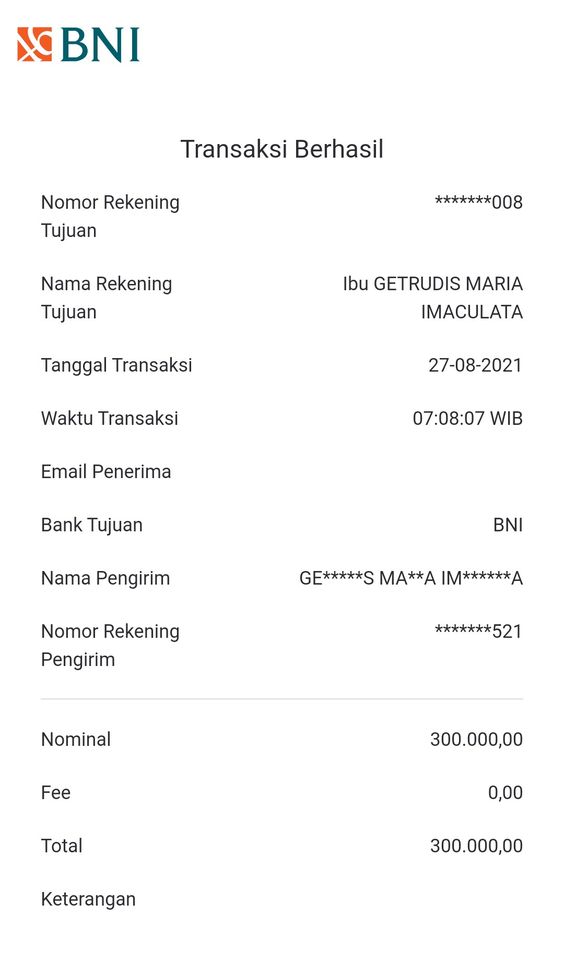 BNI
Transaksi Berhasil
Nomor Rekening Tujuan *******008
Nama Rekening Tujuan Ibu GETRUDIS MARIA IMACULATA
Tanggal Transaksi 27-08-2021
Waktu Transaksi 07:08:07 WIB
Email Penerima
Bank Tujuan BNI
Nama Pengirim GE*****S MA**A IM******A
Nomor Rekening Pengirim *******521
Nominal 300.000,00
Fee 0,00
Total 300.000,00
Keterangan